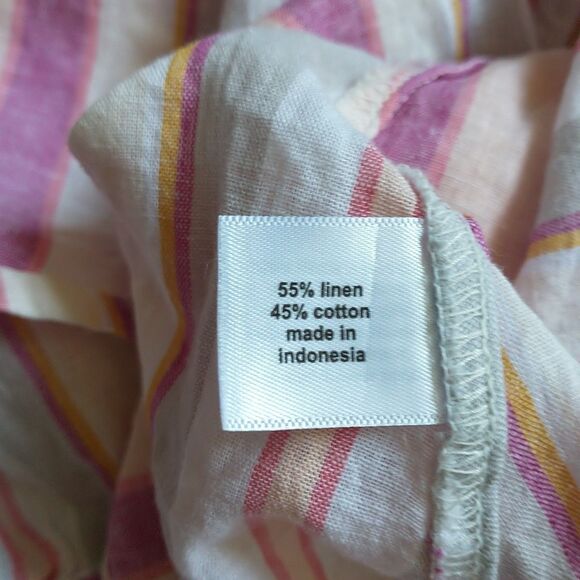 55% linen
45% cotton
made in
indonesia